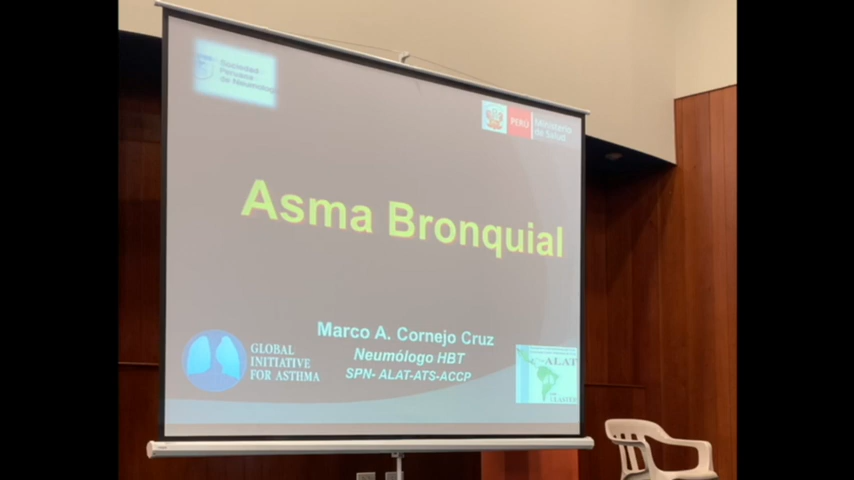 Sociedad
Peruana
de Neumología
PERÚ
Ministerio
de Salud
Asma Bronquial
Marco A. Cornejo Cruz
Neumólogo HBT
SPN- ALAT-ATS-ACCP
GLOBAL
INITIATIVE
FOR ASTHMA
ALAT